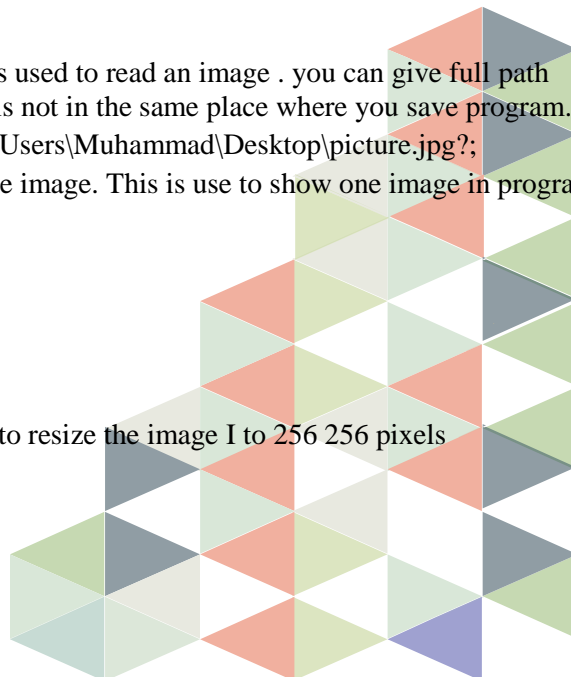 s used to read an image . you can give full path
is not in the same place where you save program.
Users\Muhammad\Desktop\picture.jpg?;
e image. This is use to show one image in progra
to resize the image I to 256 256 pixels